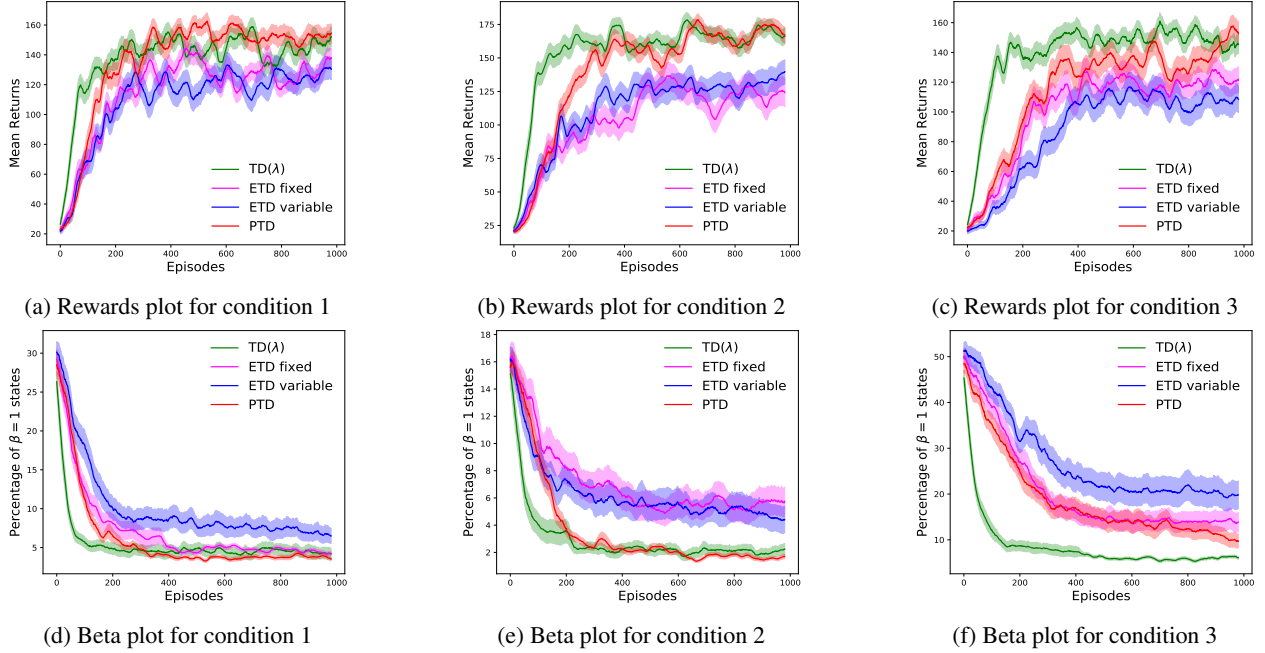 Mean Returns
160
140
120
100
80
60
40
20
0
200
400
600
800
1000
Episodes
TD(λ)
ETD fixed
ETD variable
PTD
(a) Rewards plot for condition 1
Mean Returns
175
150
125
100
75
50
25
0
200
400
600
800
1000
Episodes
TD(λ)
ETD fixed
ETD variable
PTD
(b) Rewards plot for condition 2
Mean Returns
160
140
120
100
80
60
40
20
0
200
400
600
800
1000
Episodes
TD(λ)
ETD fixed
ETD variable
PTD
(c) Rewards plot for condition 3
Percentage of β = 1 states
30
25
20
15
10
5
0
200
400
600
800
1000
Episodes
TD(λ)
ETD fixed
ETD variable
PTD
(d) Beta plot for condition 1
Percentage of β = 1 states
18
16
14
12
10
8
6
4
2
0
200
400
600
800
1000
Episodes
TD(λ)
ETD fixed
ETD variable
PTD
(e) Beta plot for condition 2
Percentage of β = 1 states
50
40
30
20
10
0
200
400
600
800
1000
Episodes
TD(λ)
ETD fixed
ETD variable
PTD
(f) Beta plot for condition 3